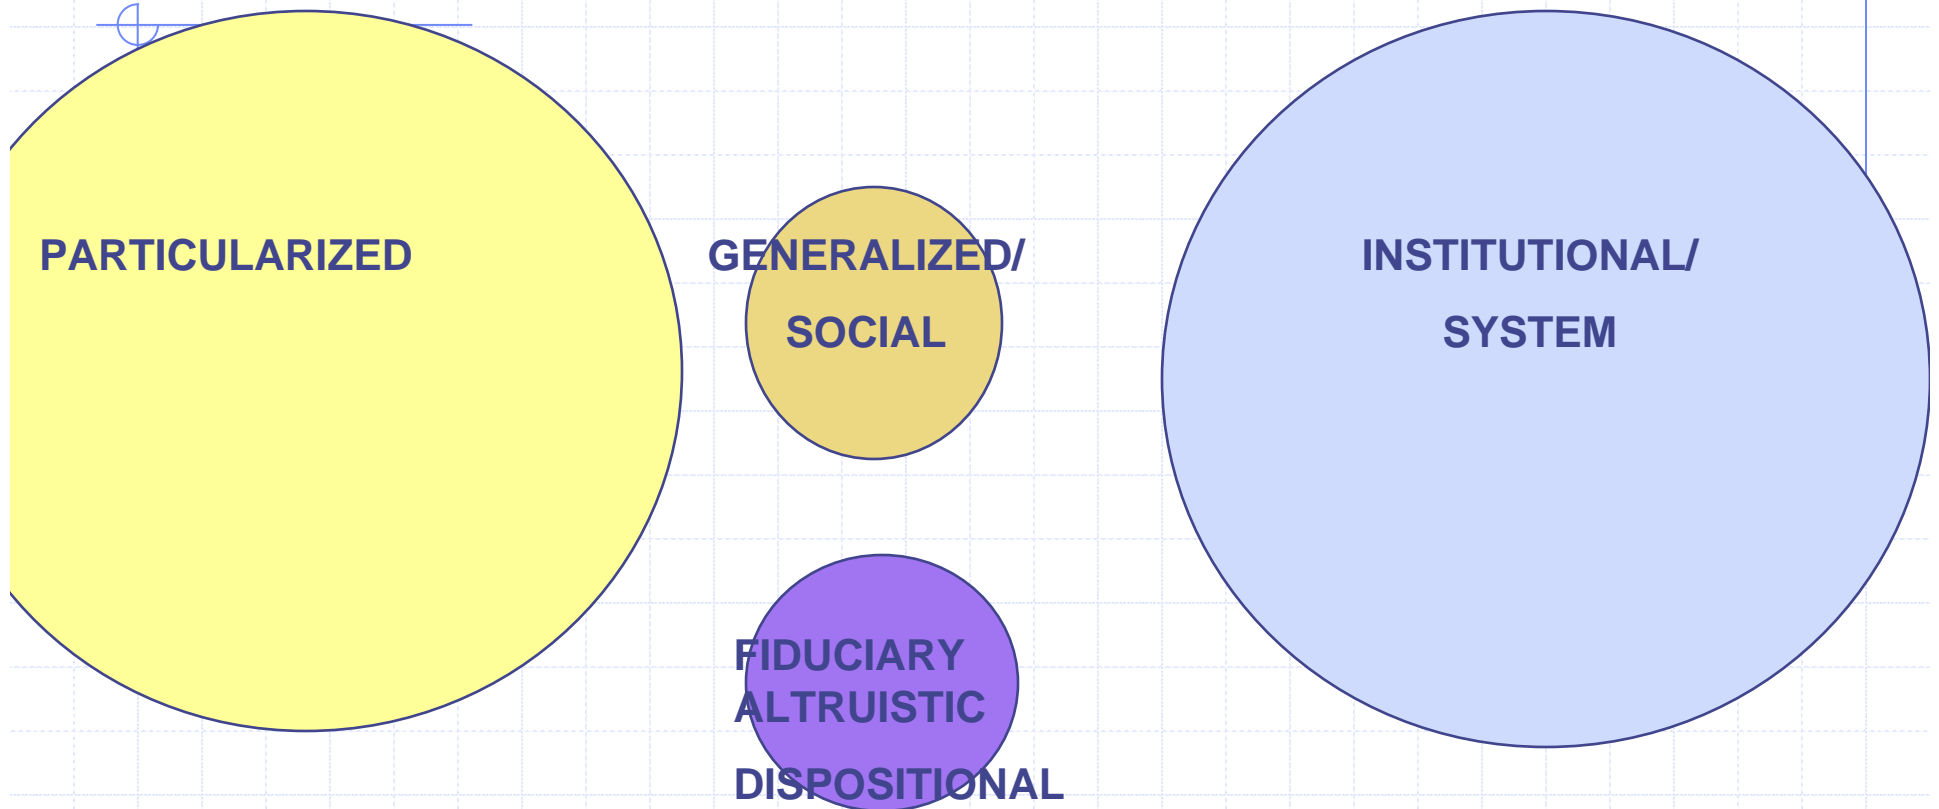 PARTICULARIZED
GENERALIZED/
SOCIAL
INSTITUTIONAL/
SYSTEM
FIDUCIARY
ALTRUISTIC
DISPOSITIONAL